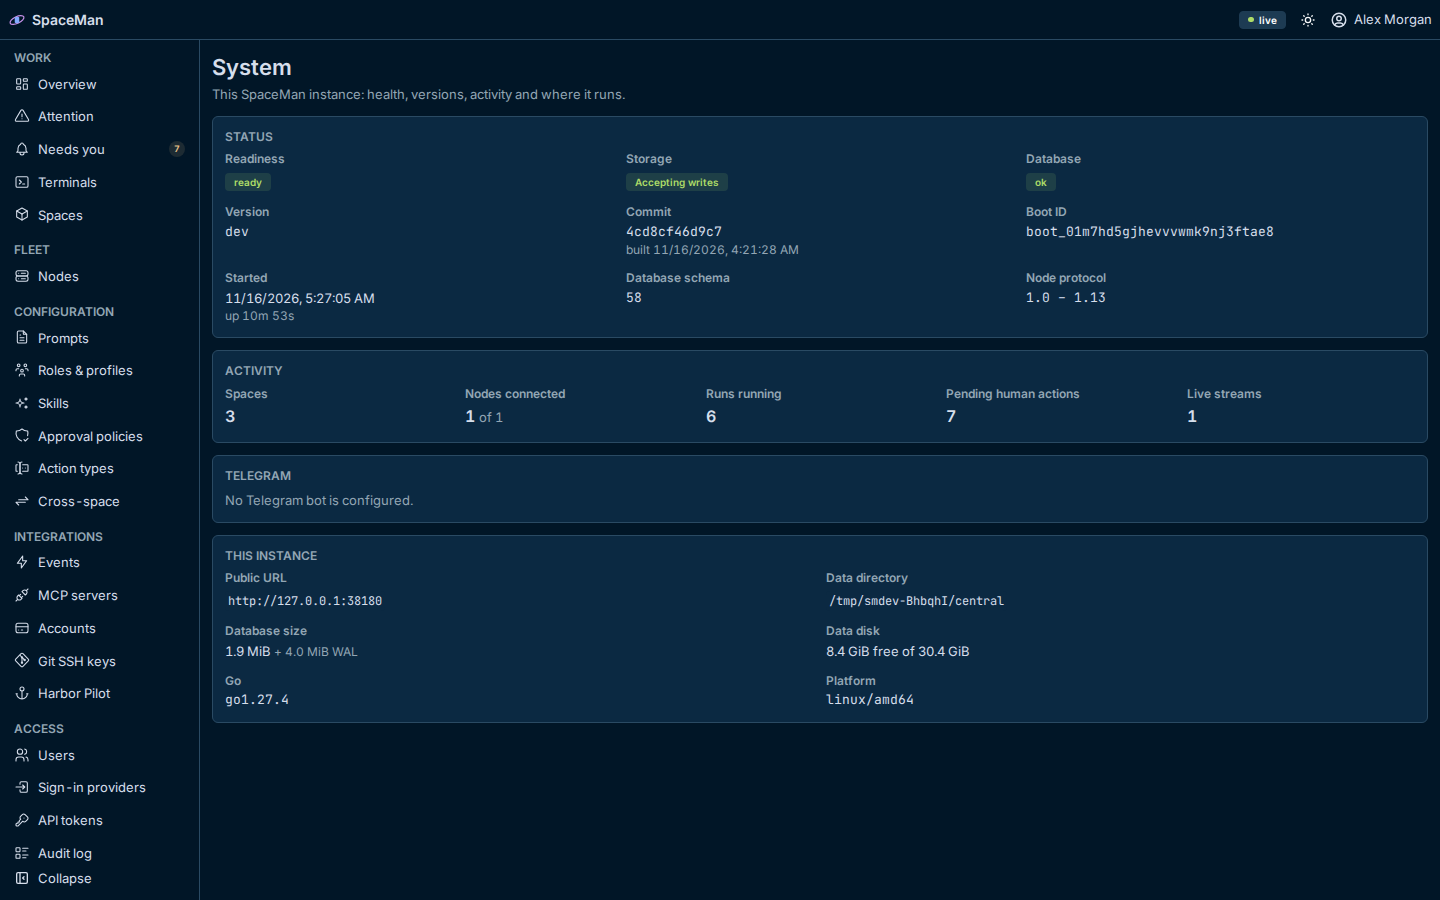 SpaceMan
live
Alex Morgan
WORK
Overview
Attention
Needs you 7
Terminals
Spaces
FLEET
Nodes
CONFIGURATION
Prompts
Roles & profiles
Skills
Approval policies
Action types
Cross-space
INTEGRATIONS
Events
MCP servers
Accounts
Git SSH keys
Harbor Pilot
ACCESS
Users
Sign-in providers
API tokens
Audit log
Collapse
System
This SpaceMan instance: health, versions, activity and where it runs.
STATUS
Readiness
ready
Storage
Accepting writes
Database
ok
Version
dev
Commit
4cd8cf46d9c7
built 11/16/2026, 4:21:28 AM
Boot ID
boot_01m7hd5gjhevvvwmk9nj3ftae8
Started
11/16/2026, 5:27:05 AM
up 10m 53s
Database schema
58
Node protocol
1.0 – 1.13
ACTIVITY
Spaces
3
Nodes connected
1 of 1
Runs running
6
Pending human actions
7
Live streams
1
TELEGRAM
No Telegram bot is configured.
THIS INSTANCE
Public URL
http://127.0.0.1:38180
Data directory
/tmp/smdev-BhbqhI/central
Database size
1.9 MiB + 4.0 MiB WAL
Data disk
8.4 GiB free of 30.4 GiB
Go
go1.27.4
Platform
linux/amd64